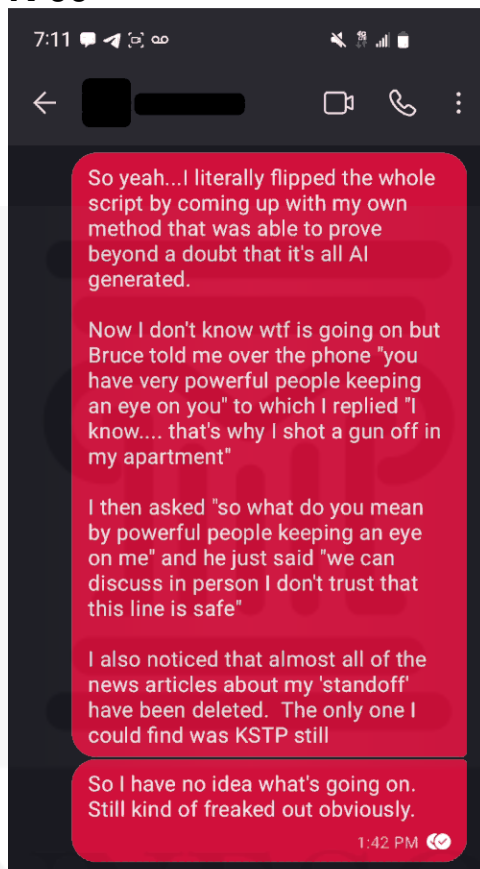 7:11
So yeah...I literally flipped the whole
script by coming up with my own
method that was able to prove
beyond a doubt that it's all AI
generated.
Now I don't know wtf is going on but
Bruce told me over the phone "you
have very powerful people keeping
an eye on you" to which I replied "I
know.... that's why I shot a gun off in
my apartment"
I then asked "so what do you mean
by powerful people keeping an eye
on me" and he just said "we can
discuss in person I don't trust that
this line is safe"
I also noticed that almost all of the
news articles about my 'standoff'
have been deleted.  The only one I
could find was KSTP still
So I have no idea what's going on.
Still kind of freaked out obviously.
1:42 PM